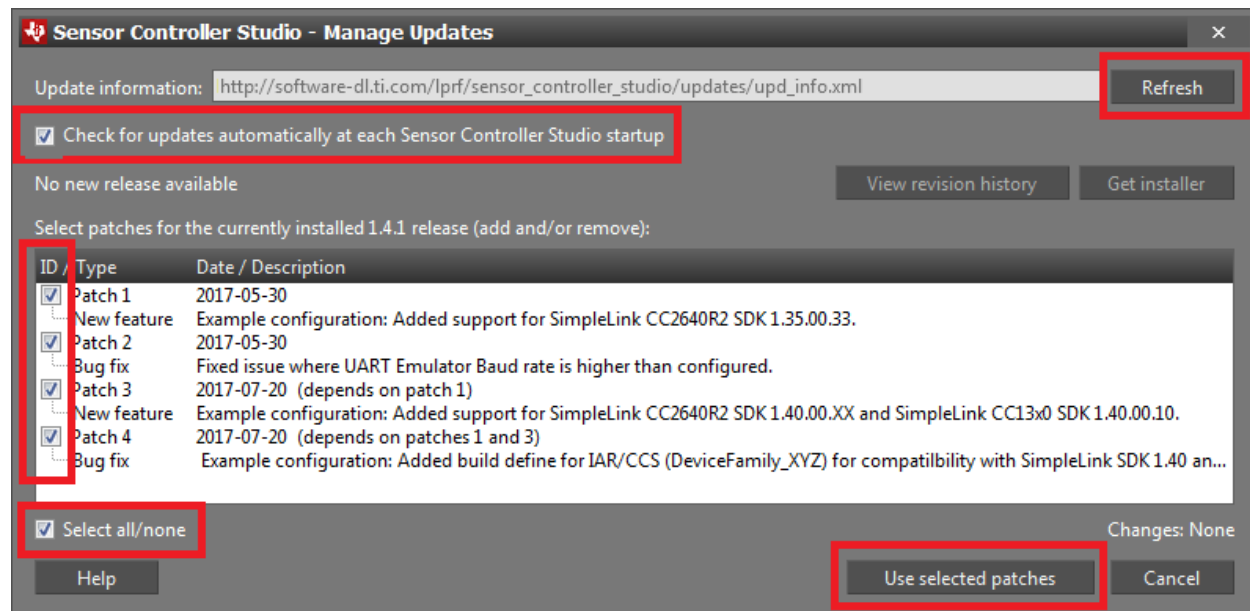 Sensor Controller Studio - Manage Updates
Update information: http://software-dl.ti.com/lprf/sensor_controller_studio/updates/upd_info.xml Refresh
Check for updates automatically at each Sensor Controller Studio startup
No new release available View revision history Get installer
Select patches for the currently installed 1.4.1 release (add and/or remove):
ID / Type Date / Description
Patch 1 2017-05-30
New feature Example configuration: Added support for SimpleLink CC2640R2 SDK 1.35.00.33.
Patch 2 2017-05-30
Bug fix Fixed issue where UART Emulator Baud rate is higher than configured.
Patch 3 2017-07-20 (depends on patch 1)
New feature Example configuration: Added support for SimpleLink CC2640R2 SDK 1.40.00.XX and SimpleLink CC13x0 SDK 1.40.00.10.
Patch 4 2017-07-20 (depends on patches 1 and 3)
Bug fix Example configuration: Added build define for IAR/CCS (DeviceFamily_XYZ) for compatilbility with SimpleLink SDK 1.40 an...
Select all/none Changes: None
Help Use selected patches Cancel